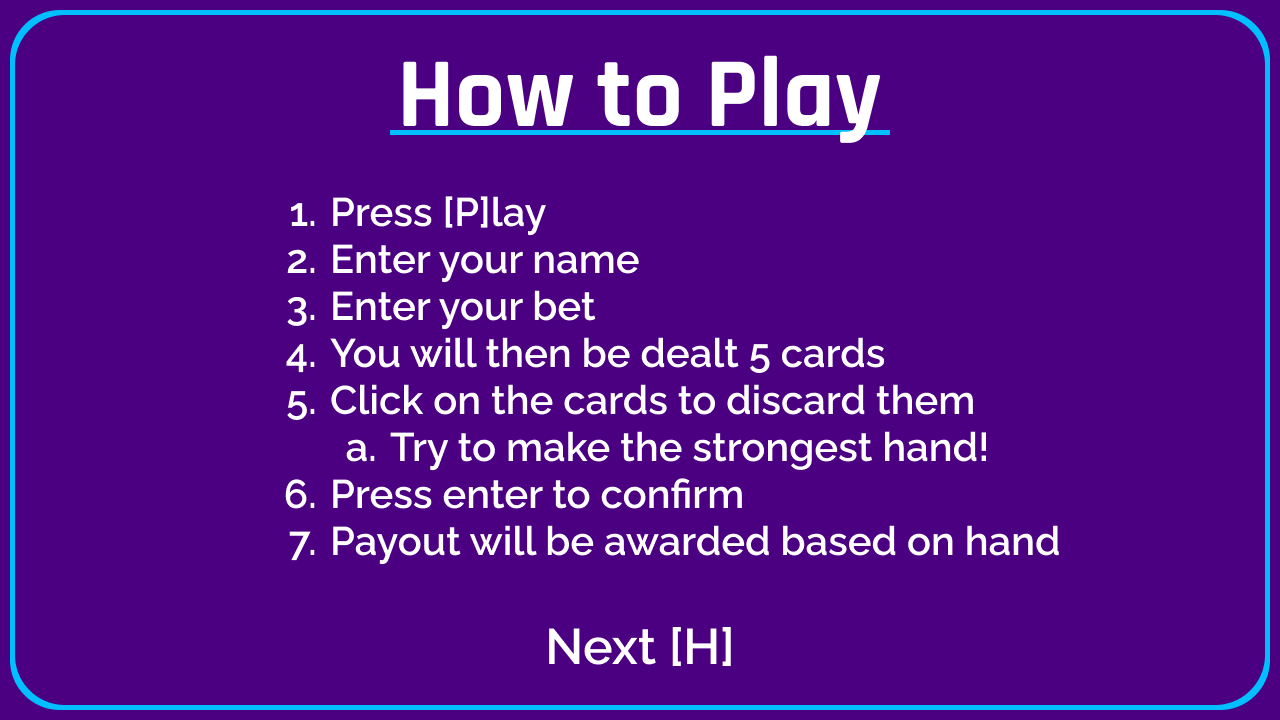 How to Play
1. Press [P]lay
2. Enter your name
3. Enter your bet
4. You will then be dealt 5 cards
5. Click on the cards to discard them
a. Try to make the strongest hand!
6. Press enter to confirm
7. Payout will be awarded based on hand
Next [H]